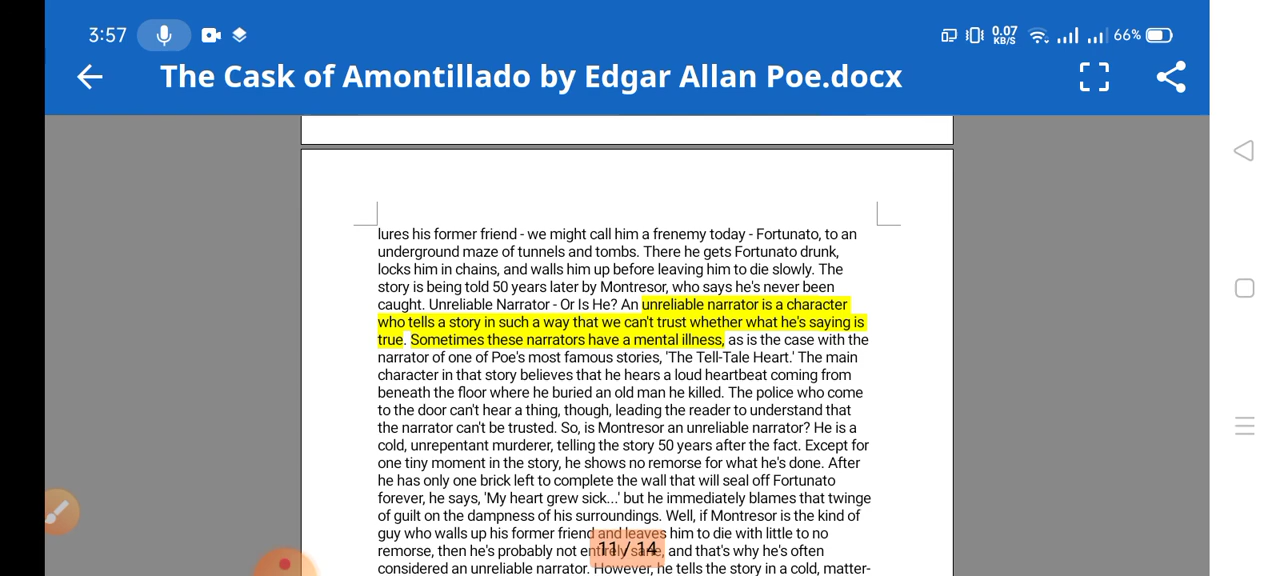 3:57
0.07
KB/S
66%
The Cask of Amontillado by Edgar Allan Poe.docx
lures his former friend - we might call him a frenemy today - Fortunato, to an
underground maze of tunnels and tombs. There he gets Fortunato drunk,
locks him in chains, and walls him up before leaving him to die slowly. The
story is being told 50 years later by Montresor, who says he's never been
caught. Unreliable Narrator - Or Is He? An unreliable narrator is a character
who tells a story in such a way that we can't trust whether what he's saying is
true. Sometimes these narrators have a mental illness, as is the case with the
narrator of one of Poe's most famous stories, 'The Tell-Tale Heart.' The main
character in that story believes that he hears a loud heartbeat coming from
beneath the floor where he buried an old man he killed. The police who come
to the door can't hear a thing, though, leading the reader to understand that
the narrator can't be trusted. So, is Montresor an unreliable narrator? He is a
cold, unrepentant murderer, telling the story 50 years after the fact. Except for
one tiny moment in the story, he shows no remorse for what he's done. After
he has only one brick left to complete the wall that will seal off Fortunato
forever, he says, 'My heart grew sick...' but he immediately blames that twinge
of guilt on the dampness of his surroundings. Well, if Montresor is the kind of
guy who walls up his former friend and leaves him to die with little to no
remorse, then he's probably not entirely sane, and that's why he's often
11 / 14
considered an unreliable narrator. However, he tells the story in a cold, matter-